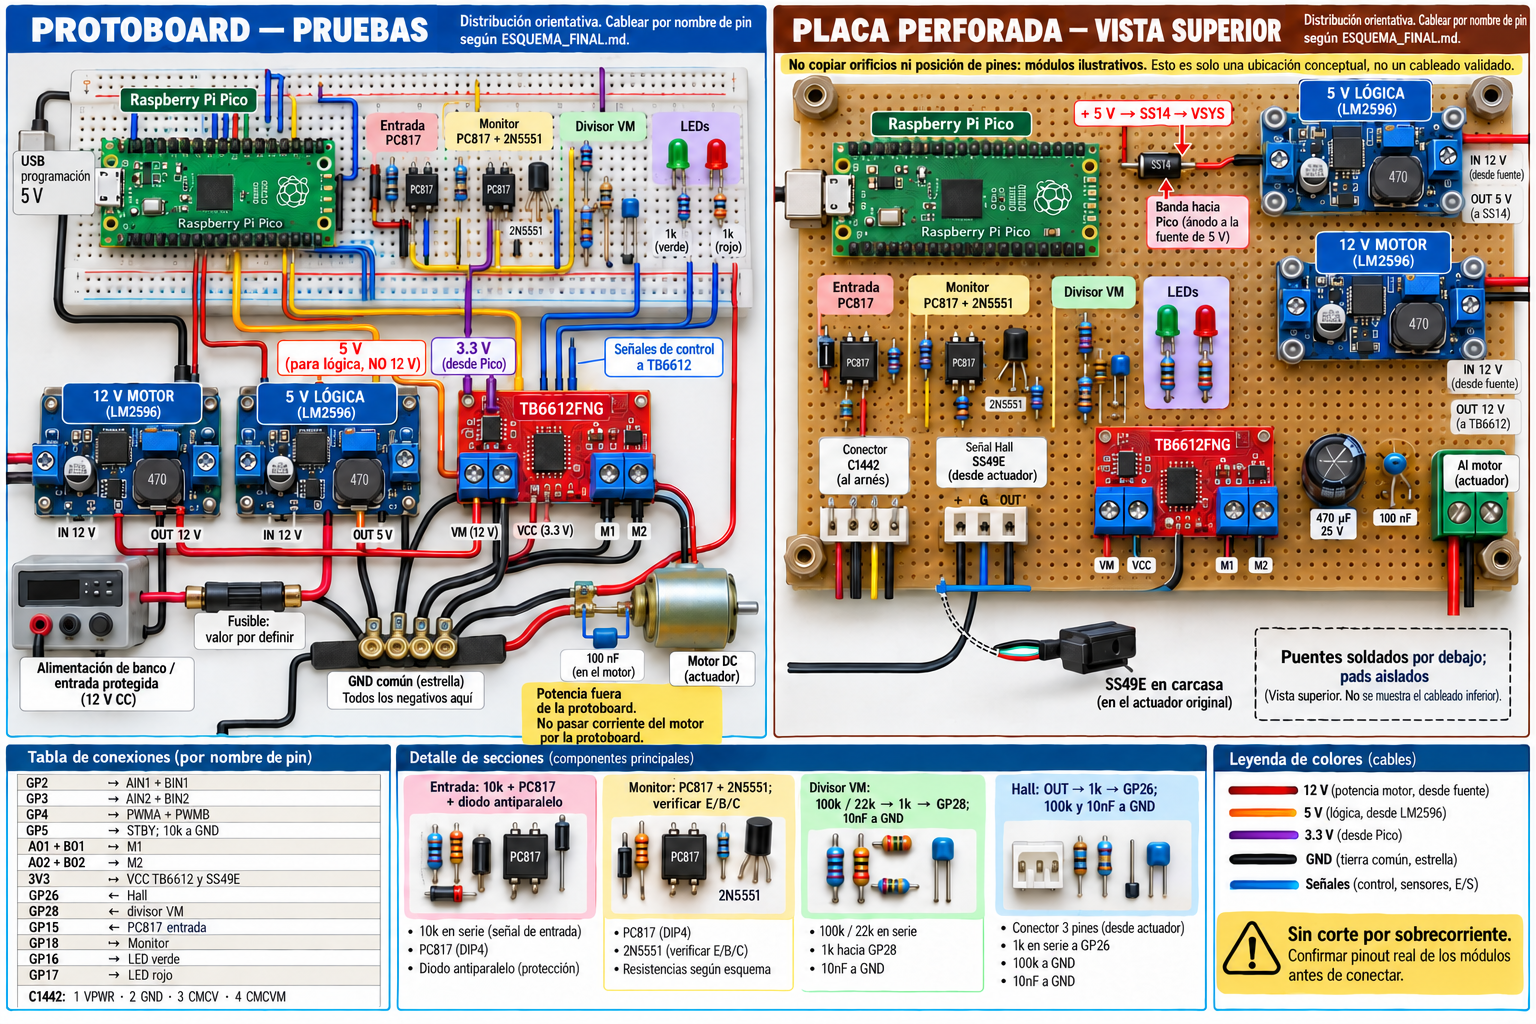 PROTOBOARD — PRUEBAS
Distribución orientativa. Cablear por nombre de pin
según ESQUEMA_FINAL.md.
Raspberry Pi Pico
USB
programación
5 V
Raspberry Pi Pico
Entrada
PC817
Monitor
PC817 + 2N5551
Divisor VM
LEDs
PC817
PC817
2N5551
1k
(verde)
1k
(rojo)
5 V
(para lógica, NO 12 V)
3.3 V
(desde Pico)
Señales de control
a TB6612
12 V MOTOR
(LM2596)
5 V LÓGICA
(LM2596)
TB6612FNG
470
470
IN 12 V
OUT 12 V
IN 12 V
OUT 5 V
VM (12 V)
VCC (3.3 V)
M1
M2
Fusible:
valor por definir
Alimentación de banco /
entrada protegida
(12 V CC)
GND común (estrella)
Todos los negativos aquí
100 nF
(en el motor)
Motor DC
(actuador)
Potencia fuera
de la protoboard.
No pasar corriente del motor
por la protoboard.
PLACA PERFORADA — VISTA SUPERIOR
Distribución orientativa. Cablear por nombre de pin
según ESQUEMA_FINAL.md.
No copiar orificios ni posición de pines: módulos ilustrativos. Esto es solo una ubicación conceptual, no un cableado validado.
Raspberry Pi Pico
Raspberry Pi Pico
+ 5 V → SS14 → VSYS
SS14
Banda hacia
Pico (ánodo a la
fuente de 5 V)
5 V LÓGICA
(LM2596)
470
IN 12 V
(desde fuente)
OUT 5 V
(a SS14)
12 V MOTOR
(LM2596)
470
IN 12 V
(desde fuente)
OUT 12 V
(a TB6612)
Entrada
PC817
Monitor
PC817 + 2N5551
Divisor VM
LEDs
PC817
PC817
2N5551
Conector
C1442
(al arnés)
Señal Hall
SS49E
(desde actuador)
+ G OUT
TB6612FNG
VM
VCC
M1
M2
470 µF
25 V
100 nF
Al motor
(actuador)
SS49E en carcasa
(en el actuador original)
Puentes soldados por debajo;
pads aislados
(Vista superior. No se muestra el cableado inferior).
Tabla de conexiones (por nombre de pin)
GP2 → AIN1 + BIN1
GP3 → AIN2 + BIN2
GP4 → PWMA + PWMB
GP5 → STBY; 10k a GND
A01 + B01 → M1
A02 + B02 → M2
3V3 → VCC TB6612 y SS49E
GP26 ← Hall
GP28 ← divisor VM
GP15 ← PC817 entrada
GP18 → Monitor
GP16 → LED verde
GP17 → LED rojo
C1442: 1 VPWR · 2 GND · 3 CMCV · 4 CMCVM
Detalle de secciones (componentes principales)
Entrada: 10k + PC817
+ diodo antiparalelo
PC817
• 10k en serie (señal de entrada)
• PC817 (DIP4)
• Diodo antiparalelo (protección)
Monitor: PC817 + 2N5551;
verificar E/B/C
PC817
2N5551
• PC817 (DIP4)
• 2N5551 (verificar E/B/C)
• Resistencias según esquema
Divisor VM:
100k / 22k → 1k → GP28;
10nF a GND
• 100k / 22k en serie
• 1k hacia GP28
• 10nF a GND
Hall: OUT → 1k → GP26;
100k y 10nF a GND
• Conector 3 pines (desde actuador)
• 1k en serie a GP26
• 100k a GND
• 10nF a GND
Leyenda de colores (cables)
12 V (potencia motor, desde fuente)
5 V (lógica, desde LM2596)
3.3 V (desde Pico)
GND (tierra común, estrella)
Señales (control, sensores, E/S)
Sin corte por sobrecorriente.
Confirmar pinout real de los módulos
antes de conectar.